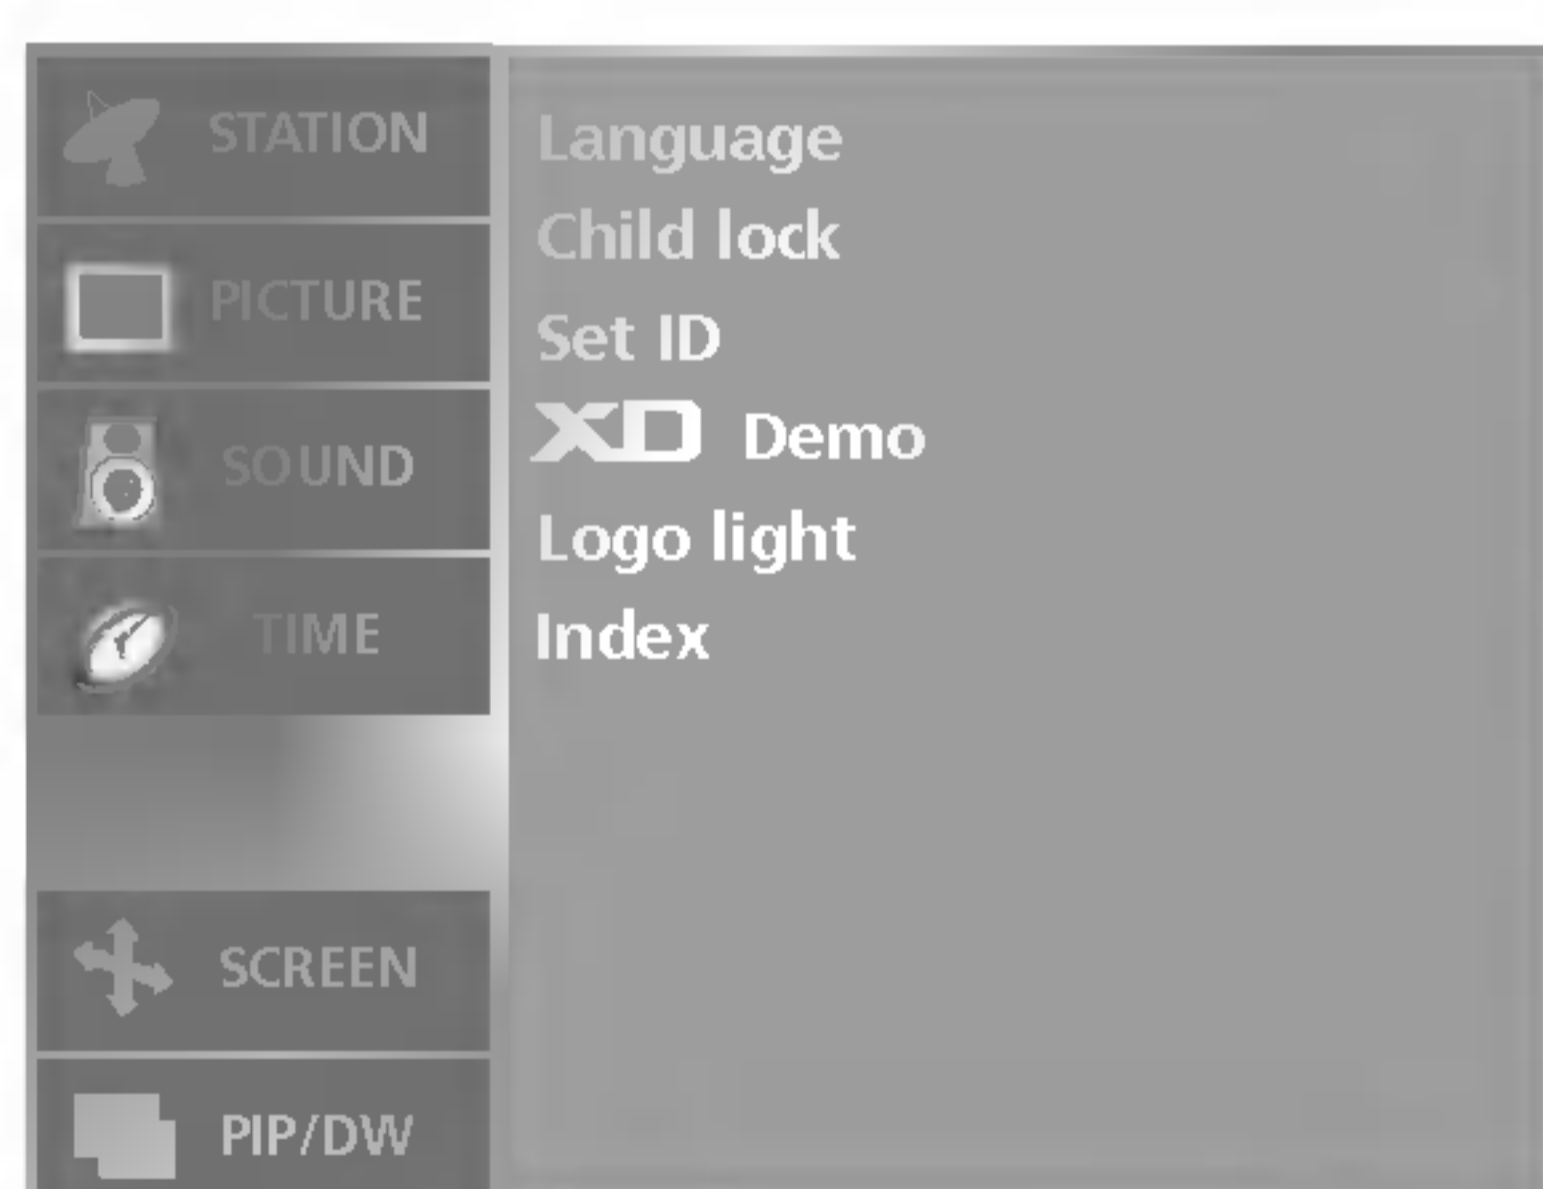 STATION
PICTURE
SOUND
TIME
SCREEN
PIP/DW
Language
Child lock
Set ID
XD Demo
Logo light
Index